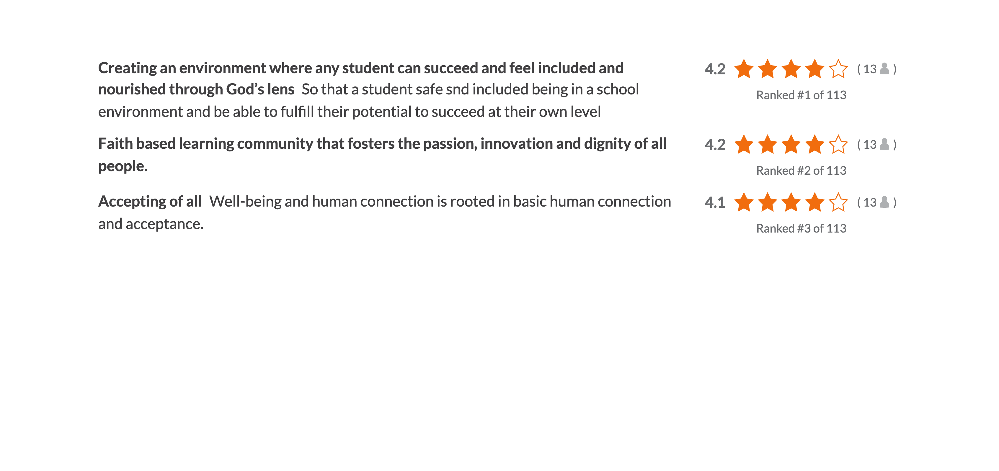 Creating an environment where any student can succeed and feel included and
nourished through God’s lens  So that a student safe snd included being in a school
environment and be able to fulfill their potential to succeed at their own level
4.2 ( 13 )
Ranked #1 of 113
Faith based learning community that fosters the passion, innovation and dignity of all
people.
4.2 ( 13 )
Ranked #2 of 113
Accepting of all  Well-being and human connection is rooted in basic human connection
and acceptance.
4.1 ( 13 )
Ranked #3 of 113